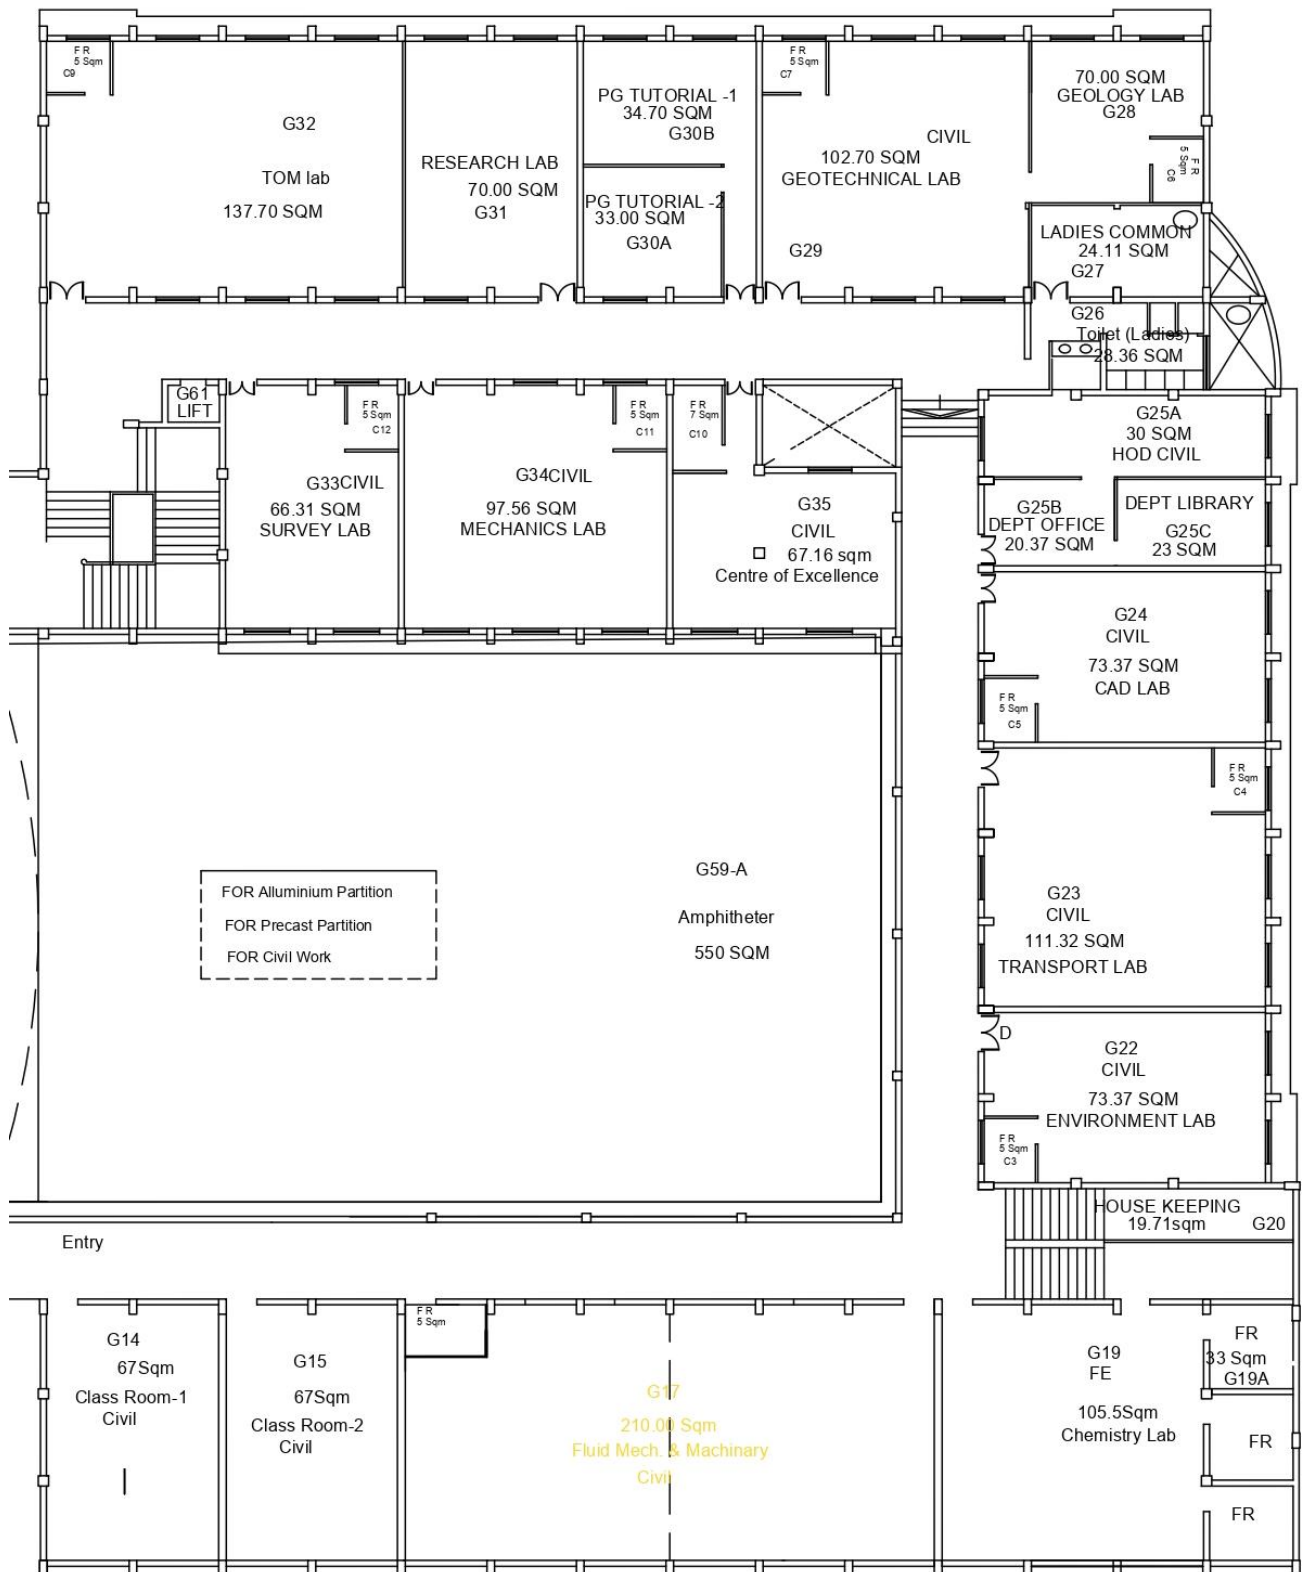 F R
5 Sqm
C9
G32
TOM lab
137.70 SQM
RESEARCH LAB
70.00 SQM
G31
PG TUTORIAL -1
34.70 SQM
G30B
PG TUTORIAL -2
33.00 SQM
G30A
F R
5 Sqm
C7
CIVIL
102.70 SQM
GEOTECHNICAL LAB
G29
70.00 SQM
GEOLOGY LAB
G28
F R
5 Sqm
C6
LADIES COMMON
24.11 SQM
G27
G26
Toilet (Ladies)
28.36 SQM
G61
LIFT
F R
5 Sqm
C12
G33CIVIL
66.31 SQM
SURVEY LAB
F R
5 Sqm
C11
G34CIVIL
97.56 SQM
MECHANICS LAB
F R
7 Sqm
C10
G35
CIVIL
67.16 sqm
Centre of Excellence
G25A
30 SQM
HOD CIVIL
G25B
DEPT OFFICE
20.37 SQM
DEPT LIBRARY
G25C
23 SQM
G24
CIVIL
73.37 SQM
CAD LAB
F R
5 Sqm
C5
F R
5 Sqm
C4
G23
CIVIL
111.32 SQM
TRANSPORT LAB
G59-A
Amphitheter
550 SQM
FOR Alluminium Partition
FOR Precast Partition
FOR Civil Work
D
G22
CIVIL
73.37 SQM
ENVIRONMENT LAB
F R
5 Sqm
C3
HOUSE KEEPING
19.71sqm
G20
Entry
G14
67Sqm
Class Room-1
Civil
G15
67Sqm
Class Room-2
Civil
F R
5 Sqm
G17
210.00 Sqm
Fluid Mech. & Machinary
Civil
G19
FE
105.5Sqm
Chemistry Lab
FR
33 Sqm
G19A
FR
FR